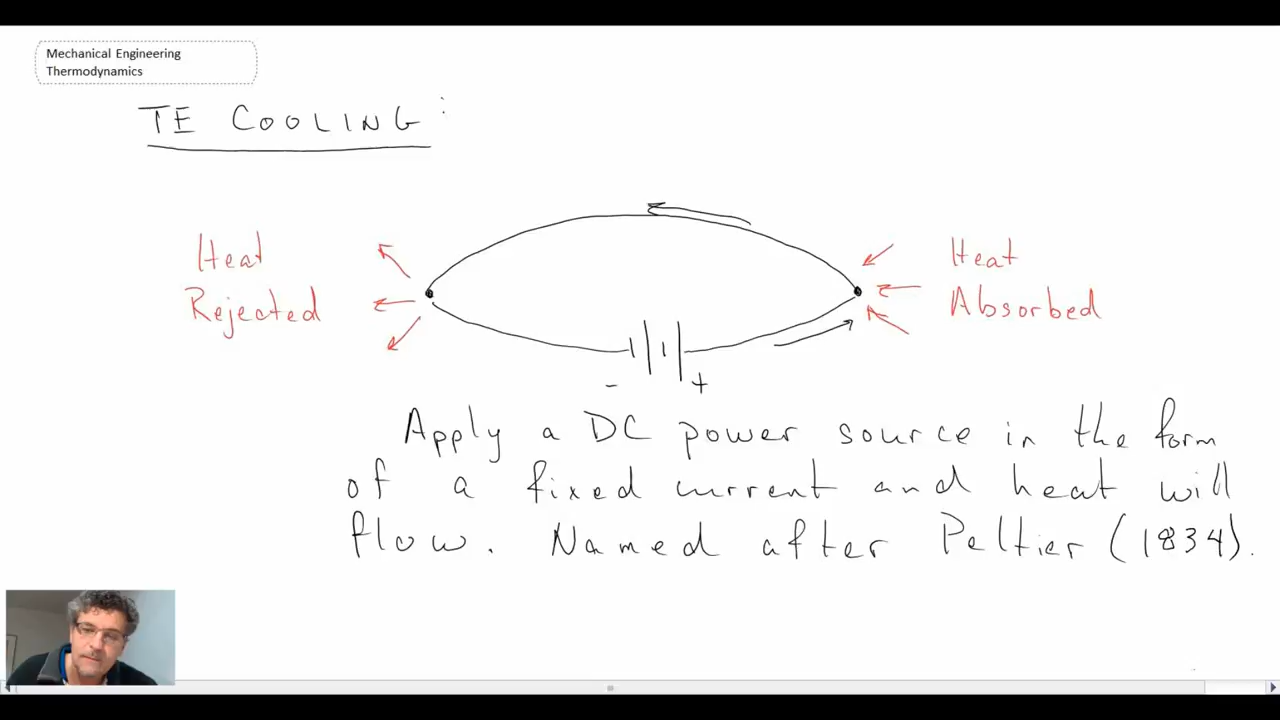 Mechanical Engineering
Thermodynamics
TE COOLING:
Heat
Rejected
Heat
Absorbed
- +
Apply a DC power source in the form
of a fixed current and heat will
flow. Named after Peltier (1834).